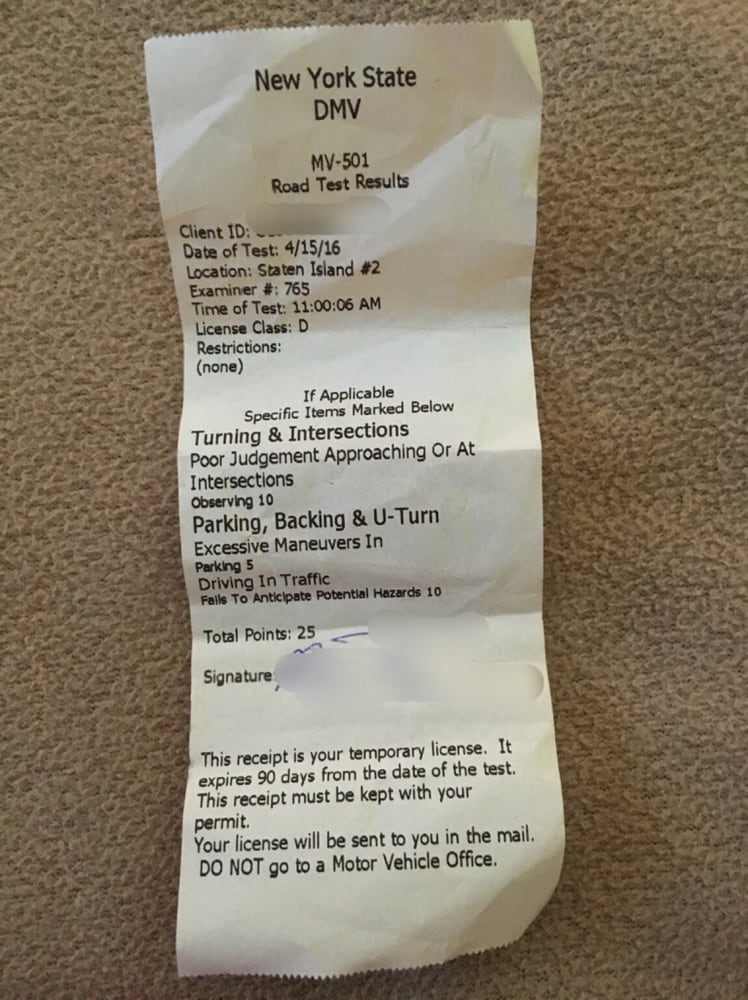 New York State
DMV
MV-501
Road Test Results
Client ID:
Date of Test: 4/15/16
Location: Staten Island #2
Examiner #: 765
Time of Test: 11:00:06 AM
License Class: D
Restrictions:
(none)
If Applicable
Specific Items Marked Below
Turning & Intersections
Poor Judgement Approaching Or At
Intersections
Observing 10
Parking, Backing & U-Turn
Excessive Maneuvers In
Parking 5
Driving In Traffic
Fails To Anticipate Potential Hazards 10
Total Points: 25
Signature:
This receipt is your temporary license. It
expires 90 days from the date of the test.
This receipt must be kept with your
permit.
Your license will be sent to you in the mail.
DO NOT go to a Motor Vehicle Office.